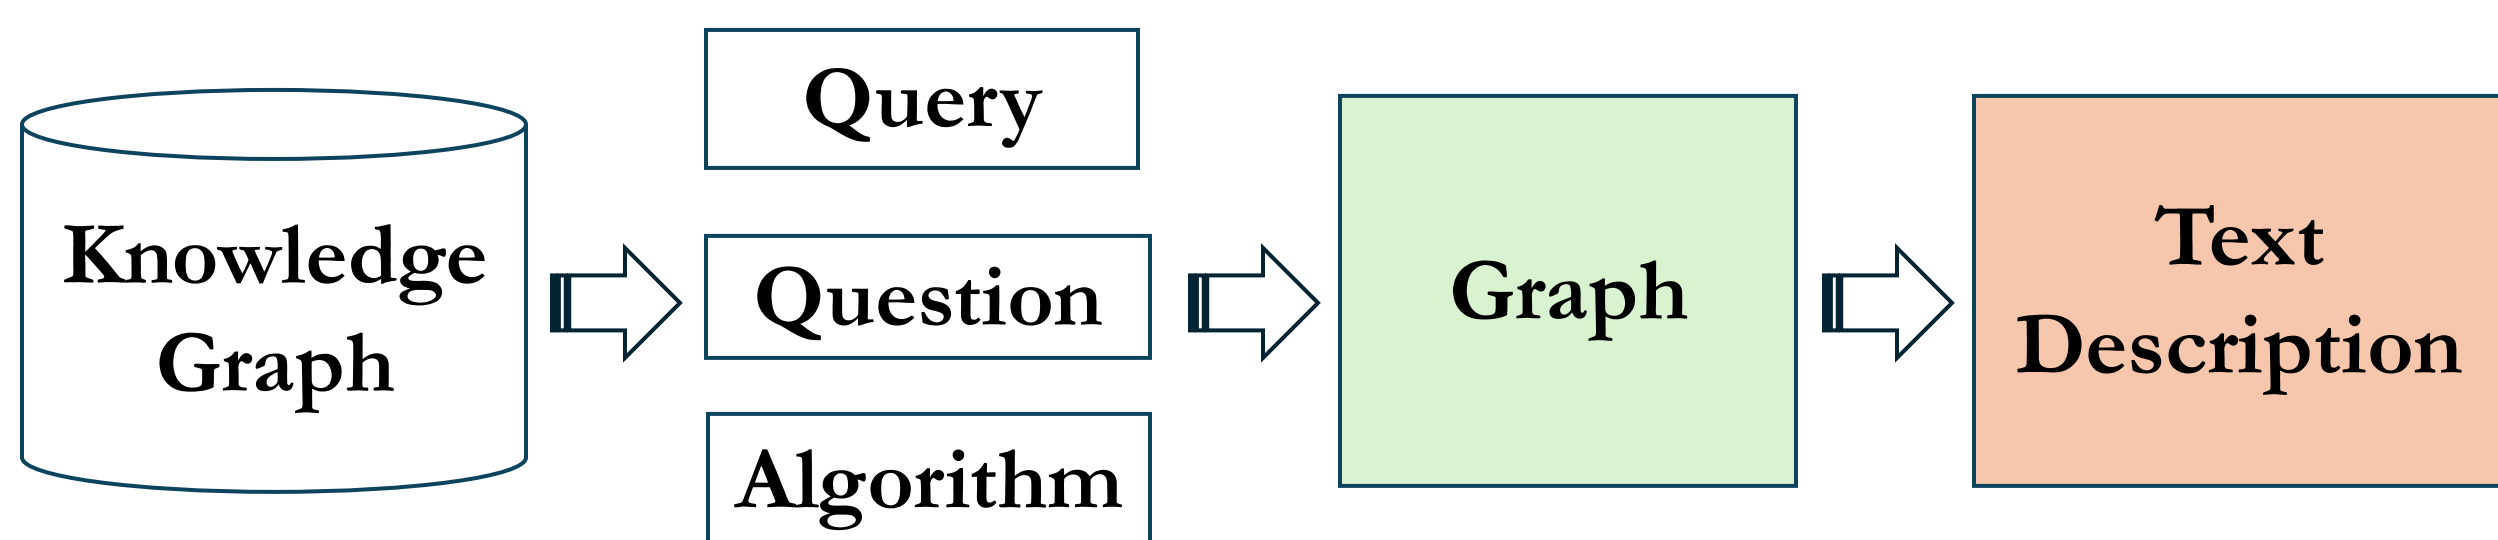 Knowledge
Graph
Query
Question
Algorithm
Graph
Text
Description